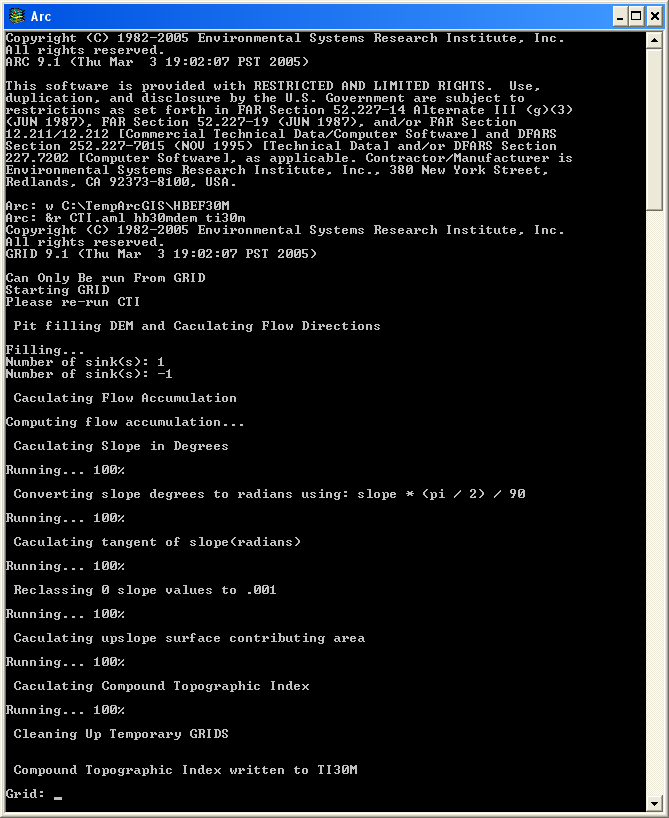 Arc
Copyright (C) 1982-2005 Environmental Systems Research Institute, Inc.
All rights reserved.
ARC 9.1 (Thu Mar  3 19:02:07 PST 2005)
This software is provided with RESTRICTED AND LIMITED RIGHTS.  Use,
duplication, and disclosure by the U.S. Government are subject to
restrictions as set forth in FAR Section 52.227-14 Alternate III (g)(3)
(JUN 1987), FAR Section 52.227-19 (JUN 1987), and/or FAR Section
12.211/12.212 [Commercial Technical Data/Computer Software] and DFARS
Section 252.227-7015 (NOV 1995) [Technical Data] and/or DFARS Section
227.7202 [Computer Software], as applicable. Contractor/Manufacturer is
Environmental Systems Research Institute, Inc., 380 New York Street,
Redlands, CA 92373-8100, USA.
Arc: w C:\TempArcGIS\HBEF30M
Arc: &r CTI.aml hb30mdem ti30m
Copyright (C) 1982-2005 Environmental Systems Research Institute, Inc.
All rights reserved.
GRID 9.1 (Thu Mar  3 19:02:07 PST 2005)
Can Only Be run From GRID
Starting GRID
Please re-run CTI
Pit filling DEM and Caculating Flow Directions
Filling...
Number of sink(s): 1
Number of sink(s): -1
Caculating Flow Accumulation
Computing flow accumulation...
Caculating Slope in Degrees
Running... 100%
Converting slope degrees to radians using: slope * (pi / 2) / 90
Running... 100%
Caculating tangent of slope(radians)
Running... 100%
Reclassing 0 slope values to .001
Running... 100%
Caculating upslope surface contributing area
Running... 100%
Caculating Compound Topographic Index
Running... 100%
Cleaning Up Temporary GRIDS
Compound Topographic Index written to TI30M
Grid: _